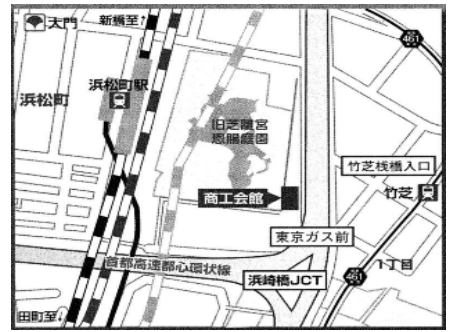 大門
新橋至↑
461
浜松町駅
浜松町
旧芝離宮
恩賜庭園
竹芝桟橋入口
竹芝
商工会館
東京ガス前
首都高速都心環状線
浜崎橋JCT
1丁目
461
田町至↓